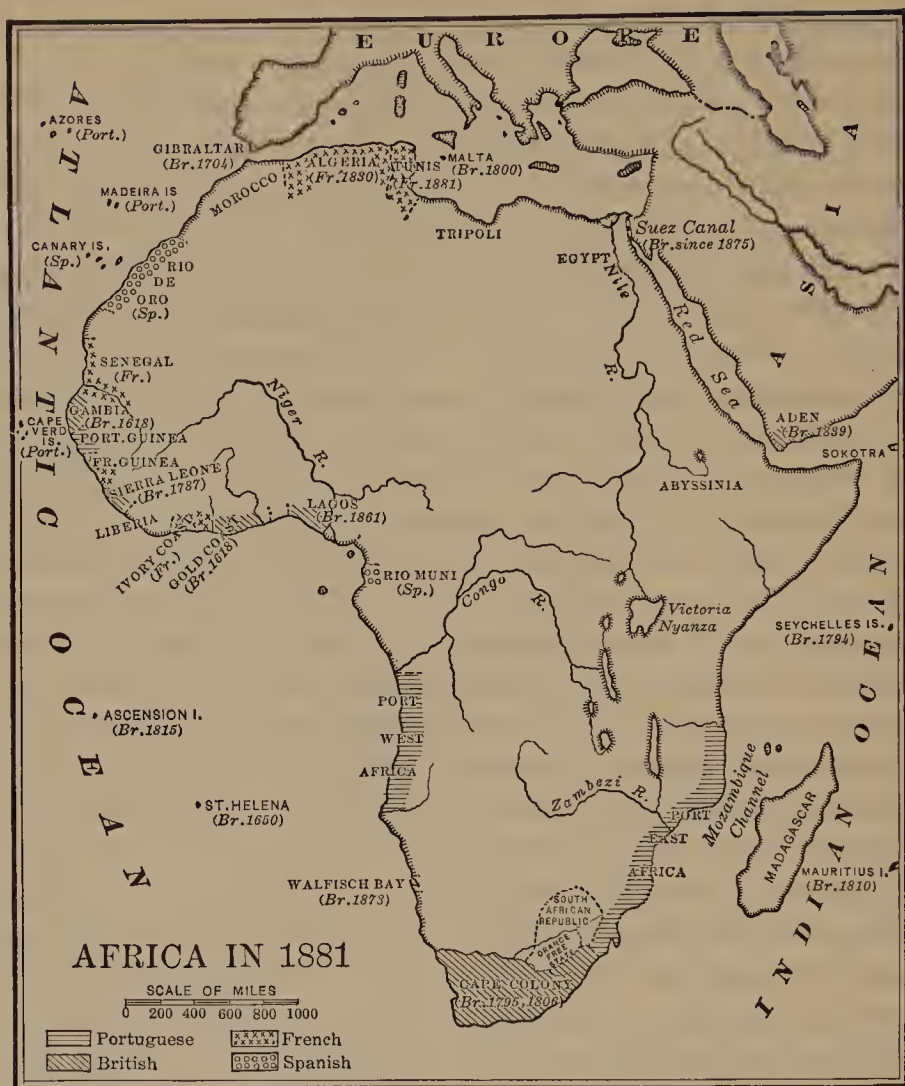 EUROPE
ASIA
ATLANTIC OCEAN
AZORES
(Port.)
GIBRALTAR
(Br.1704)
MADEIRA IS
(Port.)
MOROCCO
ALGERIA
(Fr.1830)
TUNIS
(Fr.1881)
MALTA
(Br.1800)
TRIPOLI
Suez Canal
(Br.since 1875)
EGYPT
Nile
R.
Red
Sea
CANARY IS.
(Sp.)
RIO
DE
ORO
(Sp.)
SENEGAL
(Fr.)
GAMBIA
(Br.1618)
CAPE
VERD
IS.
(Port.)
PORT.GUINEA
FR.GUINEA
SIERRA LEONE
(Br.1787)
LIBERIA
IVORY COAST
(Fr.)
GOLD COAST
(Br.1618)
Niger
R.
LAGOS
(Br.1861)
ADEN
(Br.1839)
SOKOTRA
ABYSSINIA
RIO MUNI
(Sp.)
Congo
R.
Victoria
Nyanza
SEYCHELLES IS.
(Br.1794)
INDIAN OCEAN
ASCENSION I.
(Br.1815)
PORT
WEST
AFRICA
ST.HELENA
(Br.1650)
Zambezi
R.
Mozambique
Channel
PORT
EAST
AFRICA
MADAGASCAR
MAURITIUS I.
(Br.1810)
WALFISCH BAY
(Br.1873)
SOUTH
AFRICAN
REPUBLIC
ORANGE
FREE
STATE
CAPE COLONY
(Br.1795,1806)
AFRICA IN 1881
SCALE OF MILES
0 200 400 600 800 1000
Portuguese
French
British
Spanish